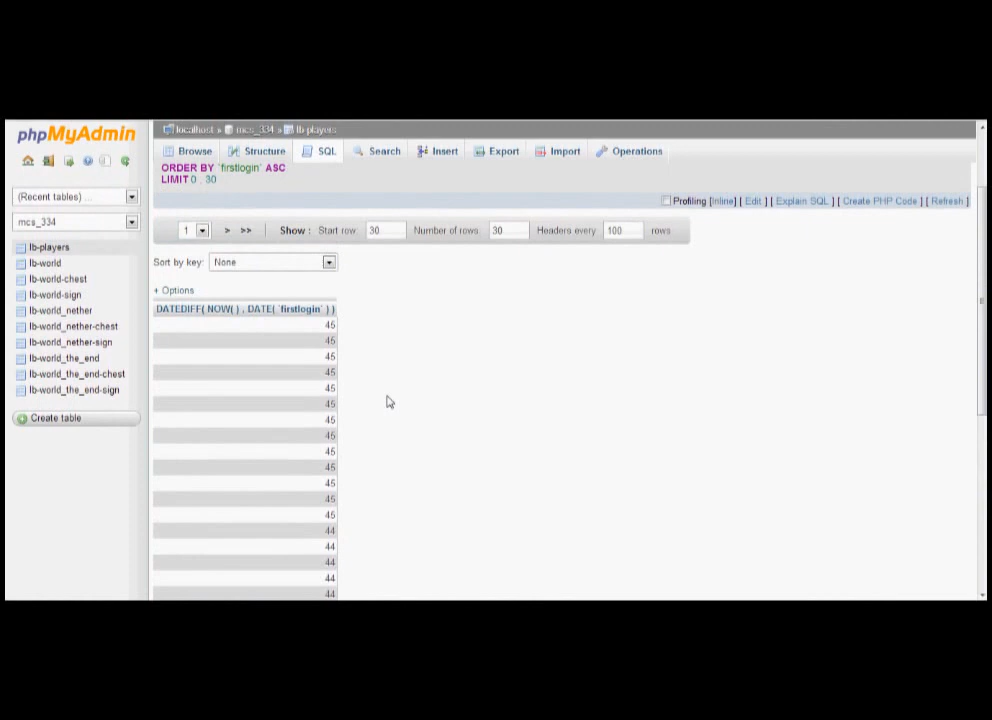 phpMyAdmin
(Recent tables) ...
mcs_334
lb-players
lb-world
lb-world-chest
lb-world-sign
lb-world_nether
lb-world_nether-chest
lb-world_nether-sign
lb-world_the_end
lb-world_the_end-chest
lb-world_the_end-sign
Create table
localhost » mcs_334 » lb-players
Browse Structure SQL Search Insert Export Import Operations
ORDER BY `firstlogin` ASC
LIMIT 0 , 30
Profiling [Inline] [ Edit ] [ Explain SQL ] [ Create PHP Code ] [ Refresh ]
1 > >> Show : Start row: 30 Number of rows: 30 Headers every 100 rows
Sort by key: None
+ Options
DATEDIFF( NOW( ) , DATE( `firstlogin` ) )
45
45
45
45
45
45
45
45
45
45
45
45
45
44
44
44
44
44